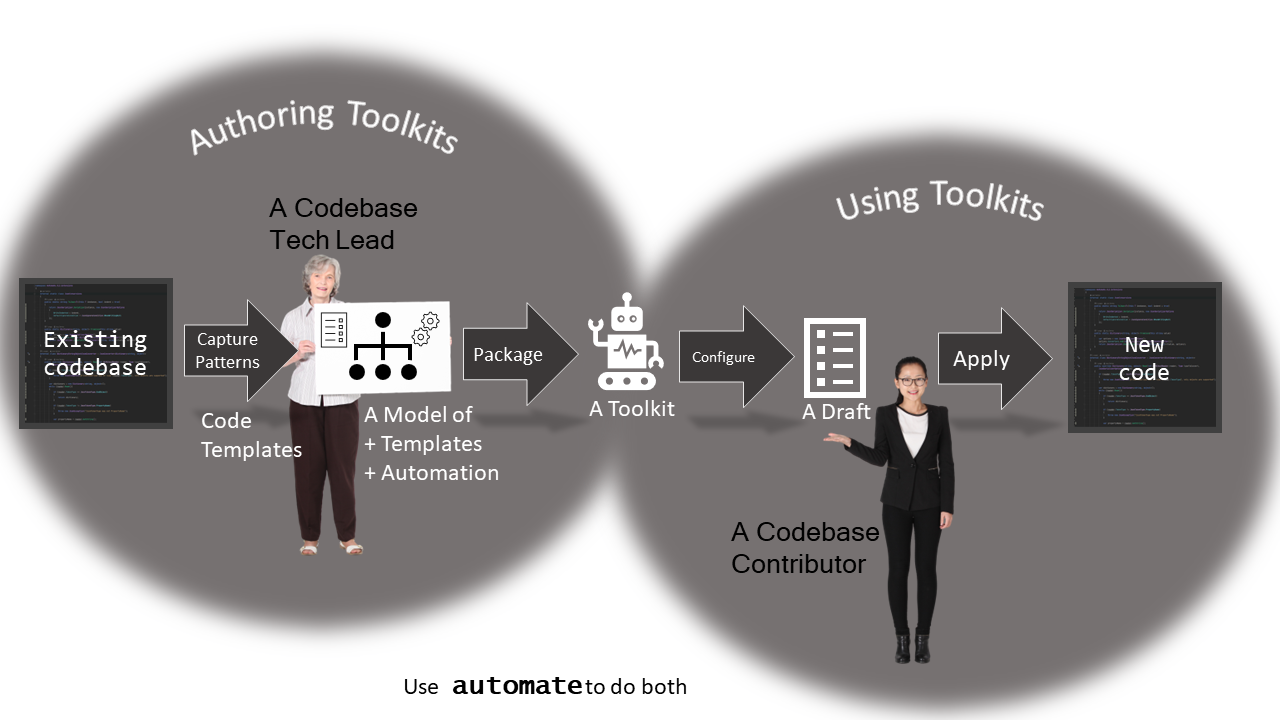 Authoring Toolkits
A Codebase
Tech Lead
Existing
codebase
Capture
Patterns
Code
Templates
A Model of
+ Templates
+ Automation
Package
A Toolkit
Using Toolkits
Configure
A Draft
Apply
New
code
A Codebase
Contributor
Use automate to do both